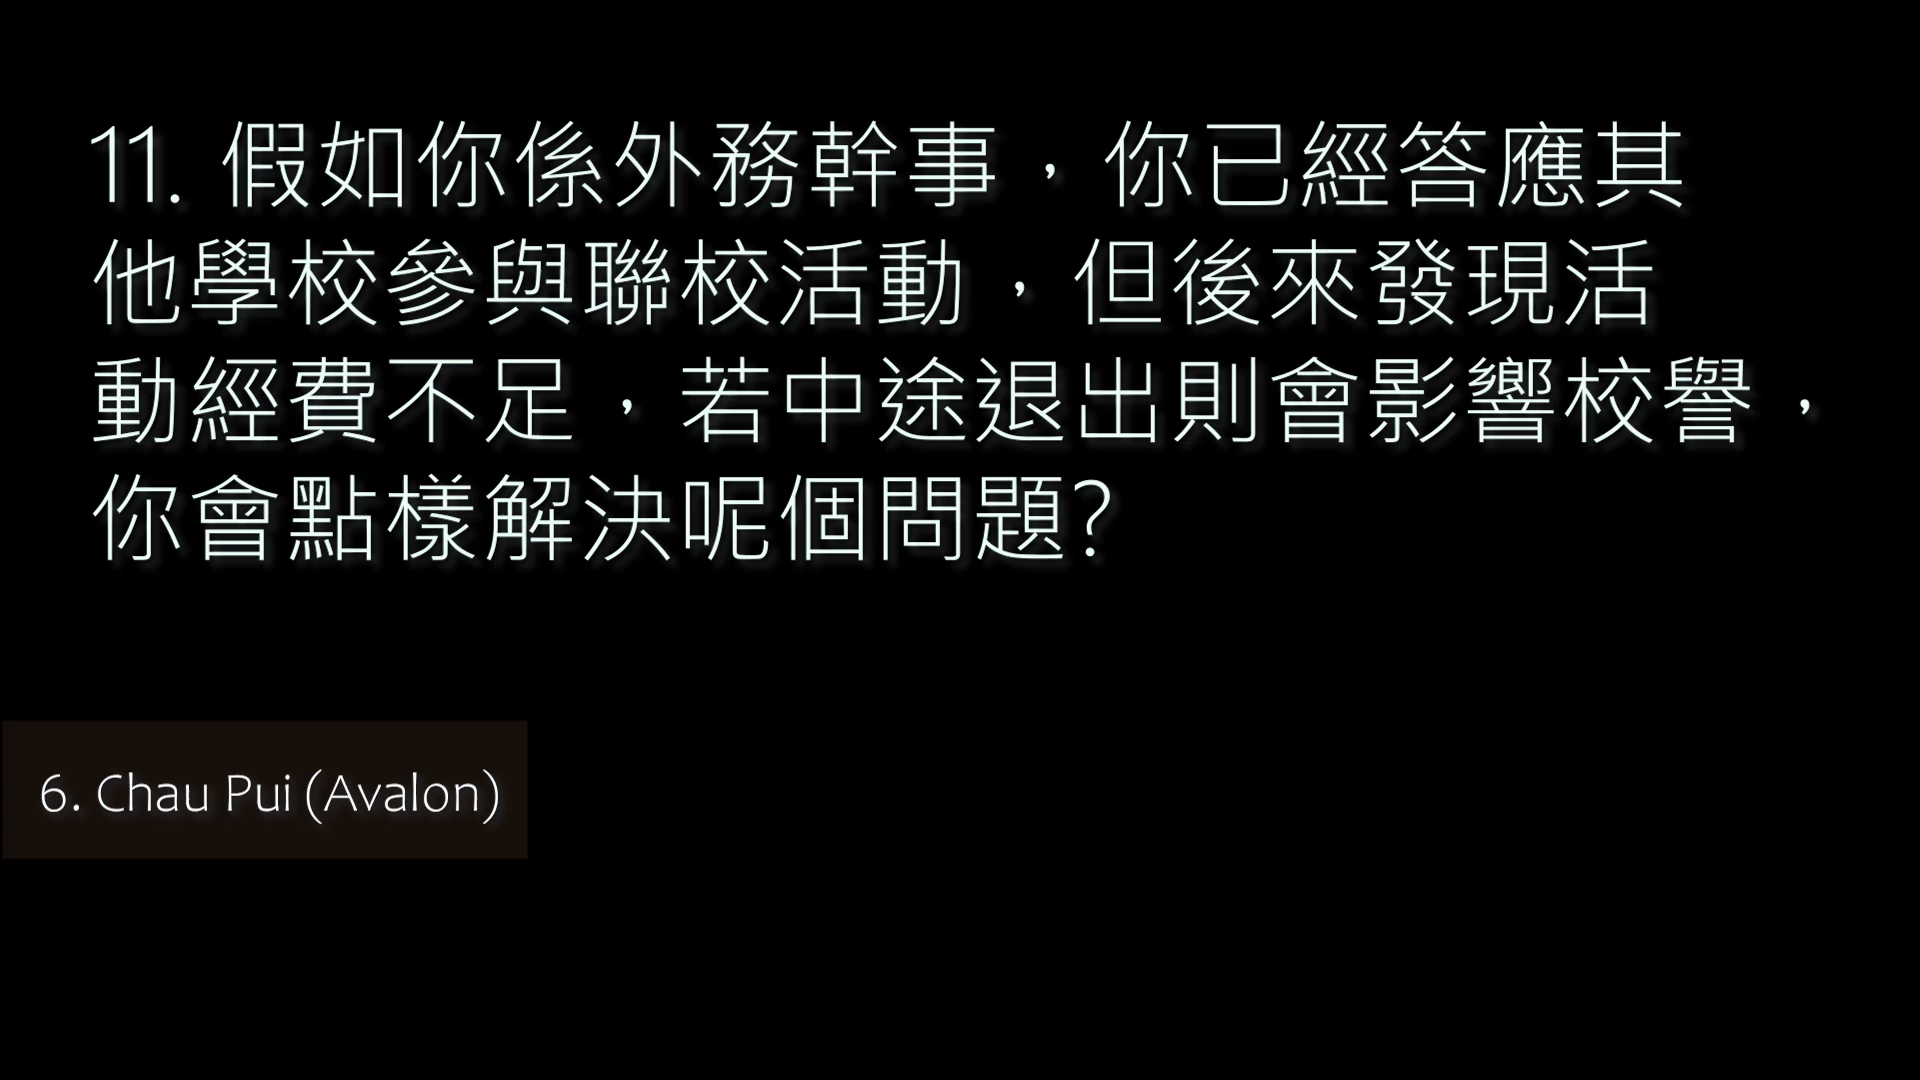 11. 假如你係外務幹事，你已經答應其
他學校參與聯校活動，但後來發現活
動經費不足，若中途退出則會影響校譽，
你會點樣解決呢個問題?
6. Chau Pui (Avalon)